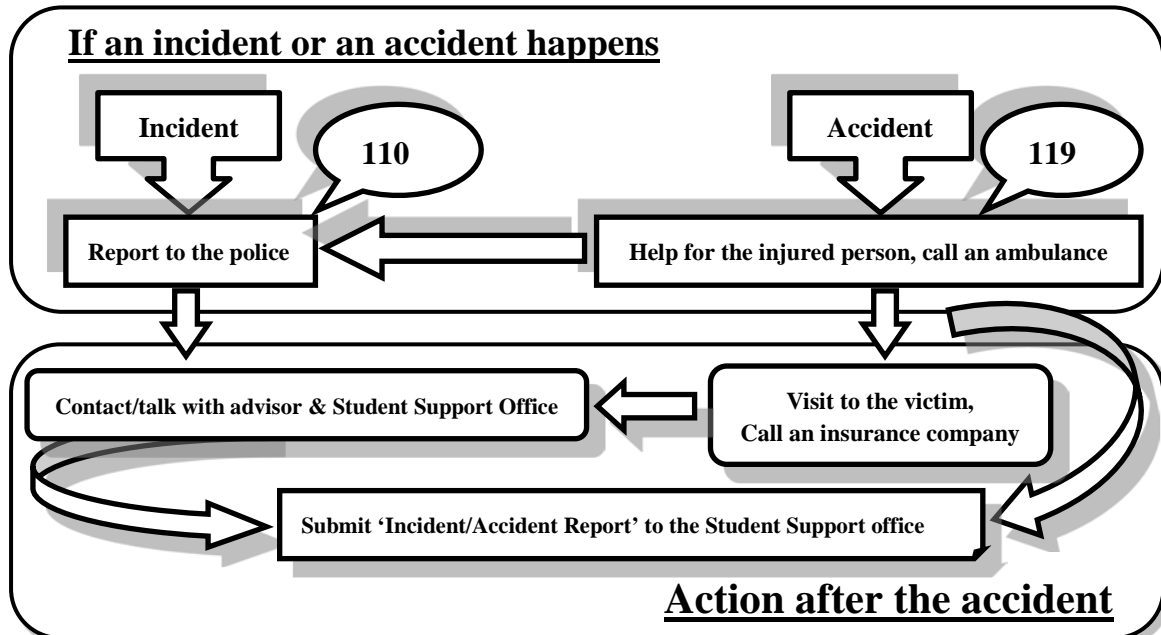 If an incident or an accident happens
Incident
110
Accident
119
Report to the police
Help for the injured person, call an ambulance
Contact/talk with advisor & Student Support Office
Visit to the victim,
Call an insurance company
Submit ‘Incident/Accident Report’ to the Student Support office
Action after the accident